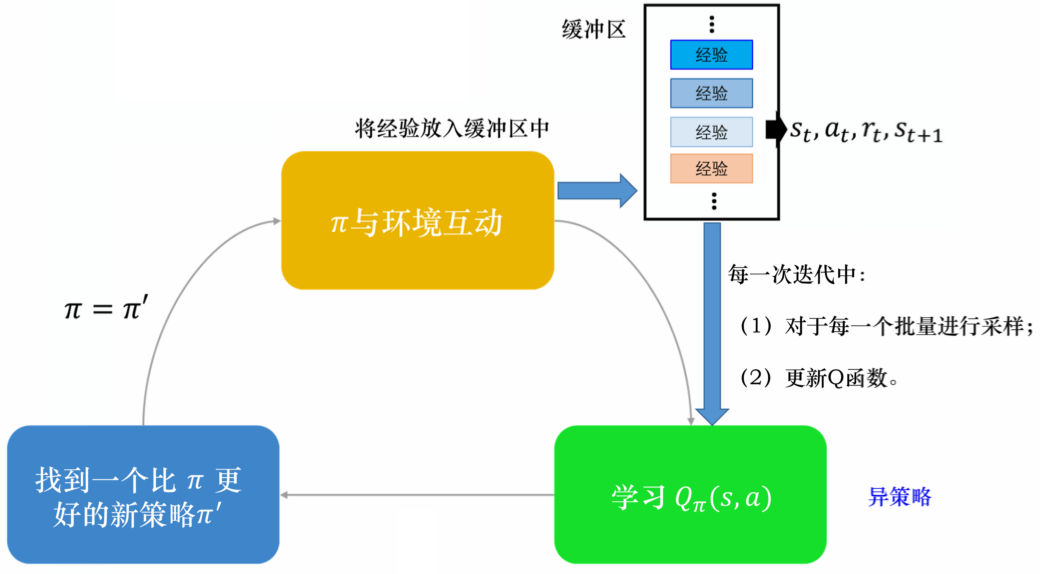 缓冲区
⋮
经验
经验
经验
经验
⋮
s_t, a_t, r_t, s_{t+1}
将经验放入缓冲区中
π与环境互动
π = π′
每一次迭代中：
（1）对于每一个批量进行采样；
（2）更新Q函数。
找到一个比 π 更
好的新策略π′
学习 Q_π(s, a)
异策略